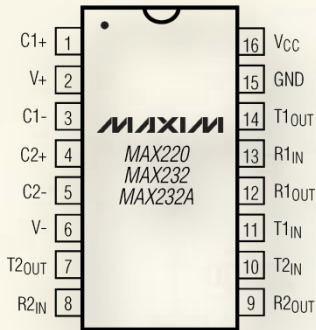 C1+ 1 16 VCC
V+ 2 15 GND
C1- 3 MAXIM 14 T1OUT
C2+ 4 MAX220 13 R1IN
MAX232
C2- 5 MAX232A 12 R1OUT
V- 6 11 T1IN
T2OUT 7 10 T2IN
R2IN 8 9 R2OUT